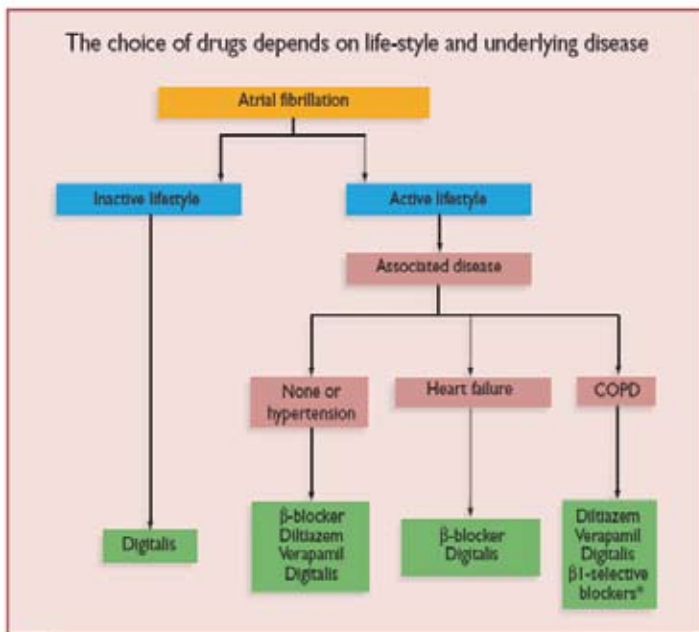 The choice of drugs depends on life-style and underlying disease
Atrial fibrillation
Inactive lifestyle
Active lifestyle
Associated disease
None or
hypertension
Heart failure
COPD
Digitalis
β-blocker
Diltiazem
Verapamil
Digitalis
β-blocker
Digitalis
Diltiazem
Verapamil
Digitalis
β1-selective
blockers*